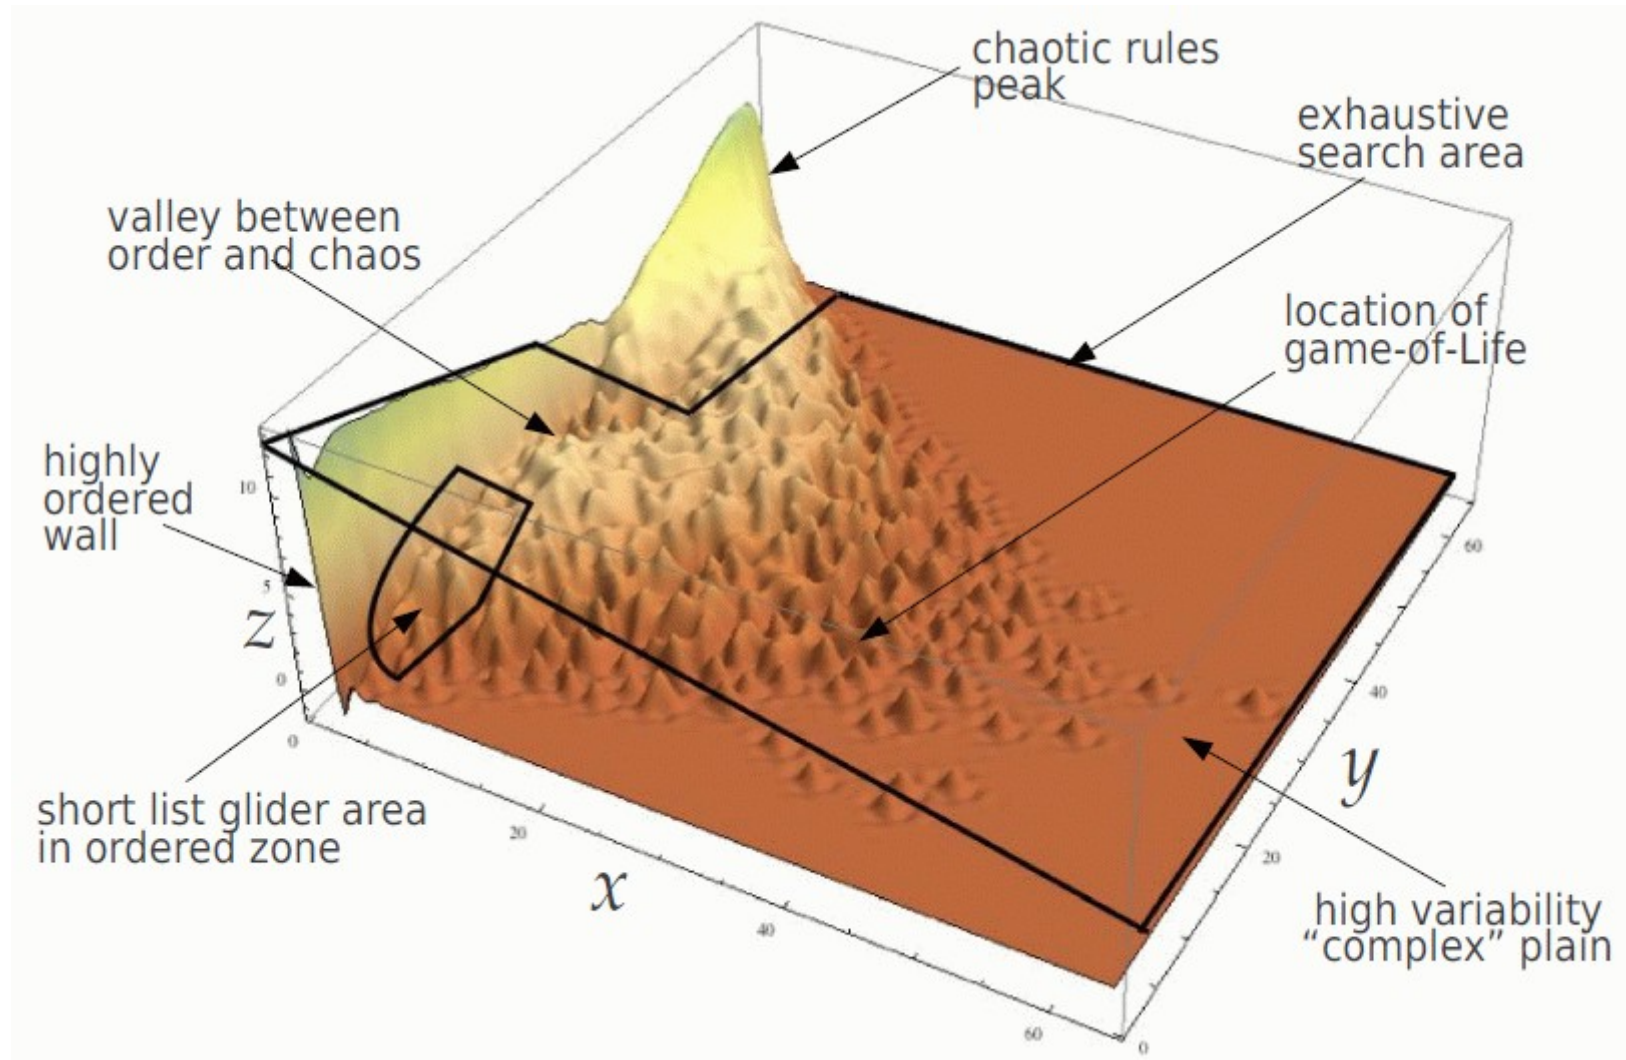 chaotic rules
peak
exhaustive
search area
valley between
order and chaos
location of
game-of-Life
highly
ordered
wall
10
5
0
z
0
20
40
60
x
0
20
40
60
y
short list glider area
in ordered zone
high variability
“complex” plain